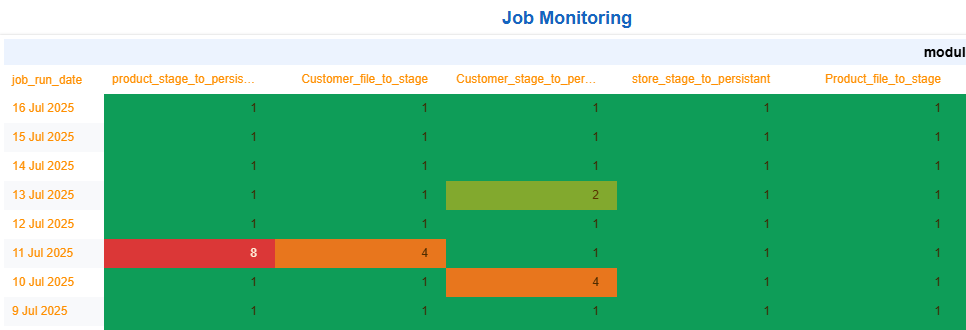 Job Monitoring
modul
job_run_date product_stage_to_persis... Customer_file_to_stage Customer_stage_to_per... store_stage_to_persistant Product_file_to_stage
16 Jul 2025 1 1 1 1 1
15 Jul 2025 1 1 1 1 1
14 Jul 2025 1 1 1 1 1
13 Jul 2025 1 1 2 1 1
12 Jul 2025 1 1 1 1 1
11 Jul 2025 8 4 1 1 1
10 Jul 2025 1 1 4 1 1
9 Jul 2025 1 1 1 1 1